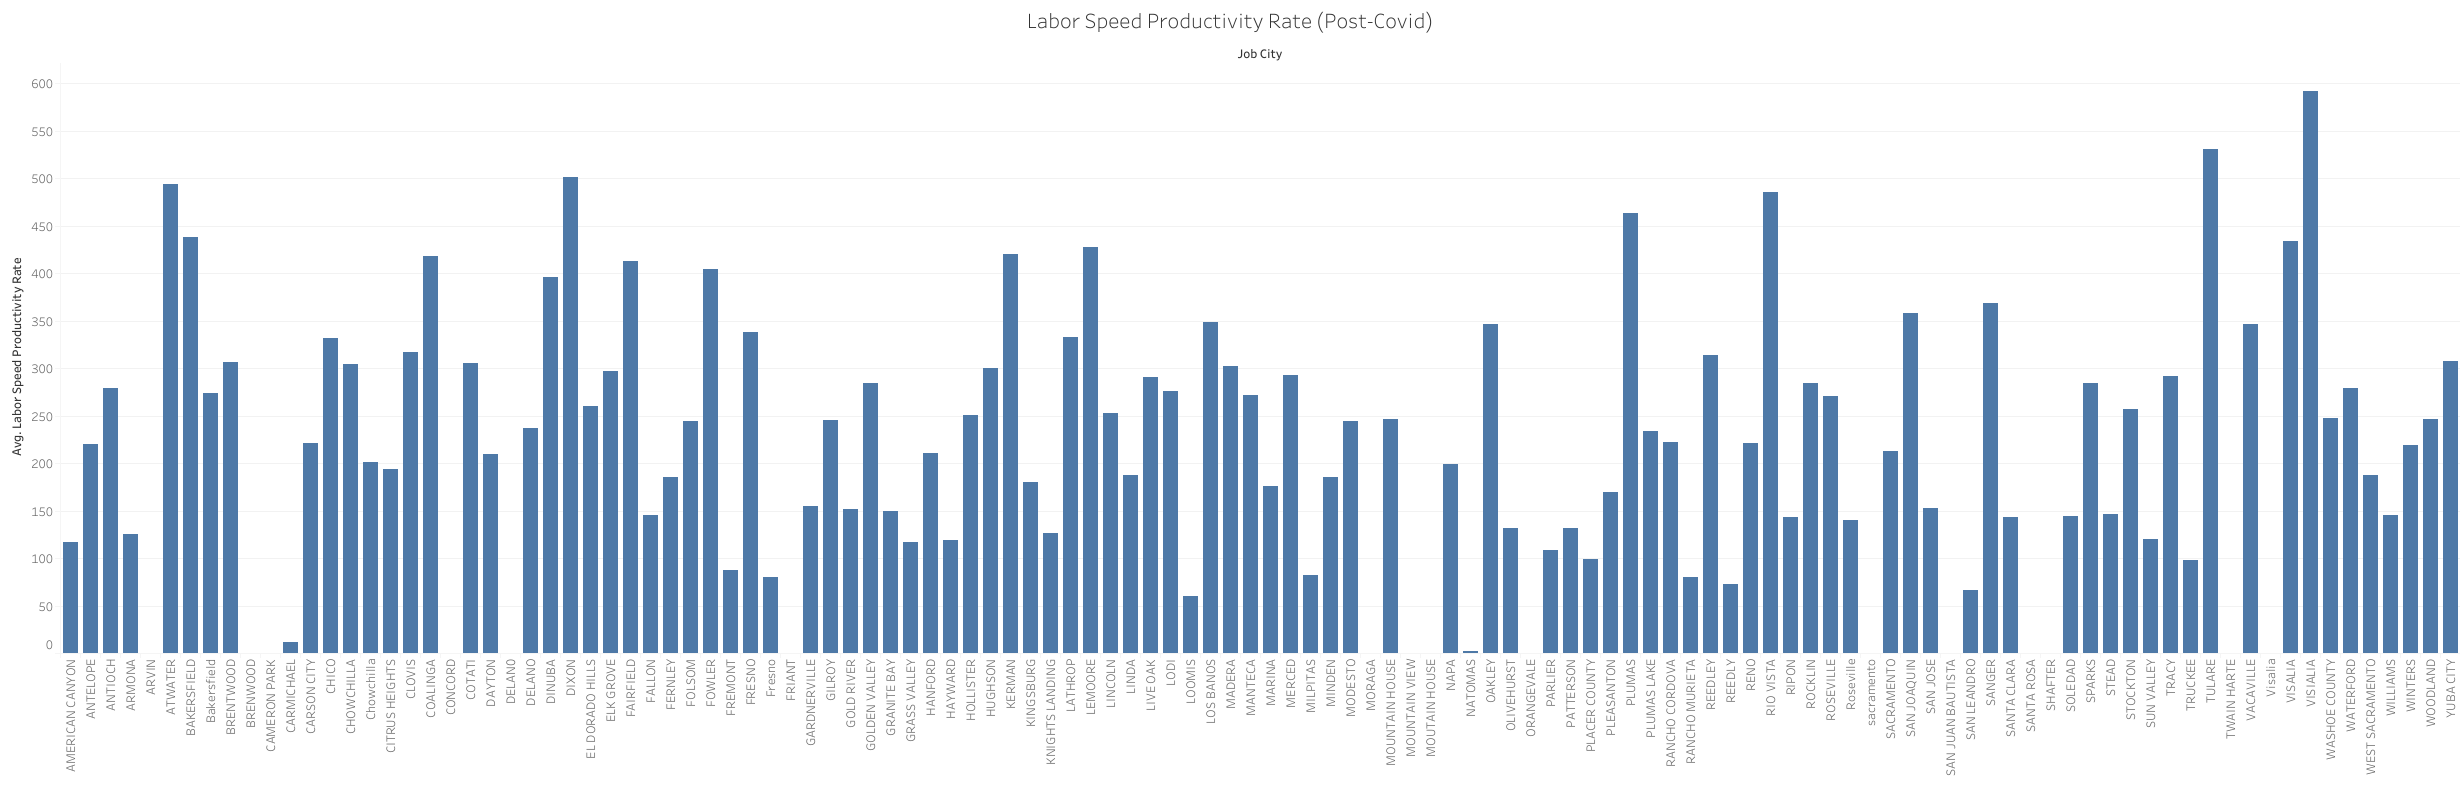 Labor Speed Productivity Rate (Post-Covid)
Job City
Avg. Labor Speed Productivity Rate
600
550
500
450
400
350
300
250
200
150
100
50
0
AMERICAN CANYON
ANTELOPE
ANTIOCH
ARMONA
ARVIN
ATWATER
BAKERSFIELD
Bakersfield
BRENTWOOD
BRENWOOD
CAMERON PARK
CARMICHAEL
CARSON CITY
CHICO
CHOWCHILLA
Chowchilla
CITRUS HEIGHTS
CLOVIS
COALINGA
CONCORD
COTATI
DAYTON
DELAN0
DELANO
DINUBA
DIXON
EL DORADO HILLS
ELK GROVE
FAIRFIELD
FALLON
FERNLEY
FOLSOM
FOWLER
FREMONT
FRESNO
Fresno
FRIANT
GARDNERVILLE
GILROY
GOLD RIVER
GOLDEN VALLEY
GRANITE BAY
GRASS VALLEY
HANFORD
HAYWARD
HOLLISTER
HUGHSON
KERMAN
KINGSBURG
KNIGHTS LANDING
LATHROP
LEMOORE
LINCOLN
LINDA
LIVE OAK
LODI
LOOMIS
LOS BANOS
MADERA
MANTECA
MARINA
MERCED
MILPITAS
MINDEN
MODESTO
MORAGA
MOUNTAIN HOUSE
MOUNTAIN VIEW
MOUTAIN HOUSE
NAPA
NATOMAS
OAKLEY
OLIVEHURST
ORANGEVALE
PARLIER
PATTERSON
PLACER COUNTY
PLEASANTON
PLUMAS
PLUMAS LAKE
RANCHO CORDOVA
RANCHO MURIETA
REEDLEY
REEDLY
RENO
RIO VISTA
RIPON
ROCKLIN
ROSEVILLE
Roseville
sacramento
SACRAMENTO
SAN JOAQUIN
SAN JOSE
SAN JUAN BAUTISTA
SAN LEANDRO
SANGER
SANTA CLARA
SANTA ROSA
SHAFTER
SOLEDAD
SPARKS
STEAD
STOCKTON
SUN VALLEY
TRACY
TRUCKEE
TULARE
TWAIN HARTE
VACAVILLE
Visalia
VISALIA
VISIALIA
WASHOE COUNTY
WATERFORD
WEST SACRAMENTO
WILLIAMS
WINTERS
WOODLAND
YUBA CITY